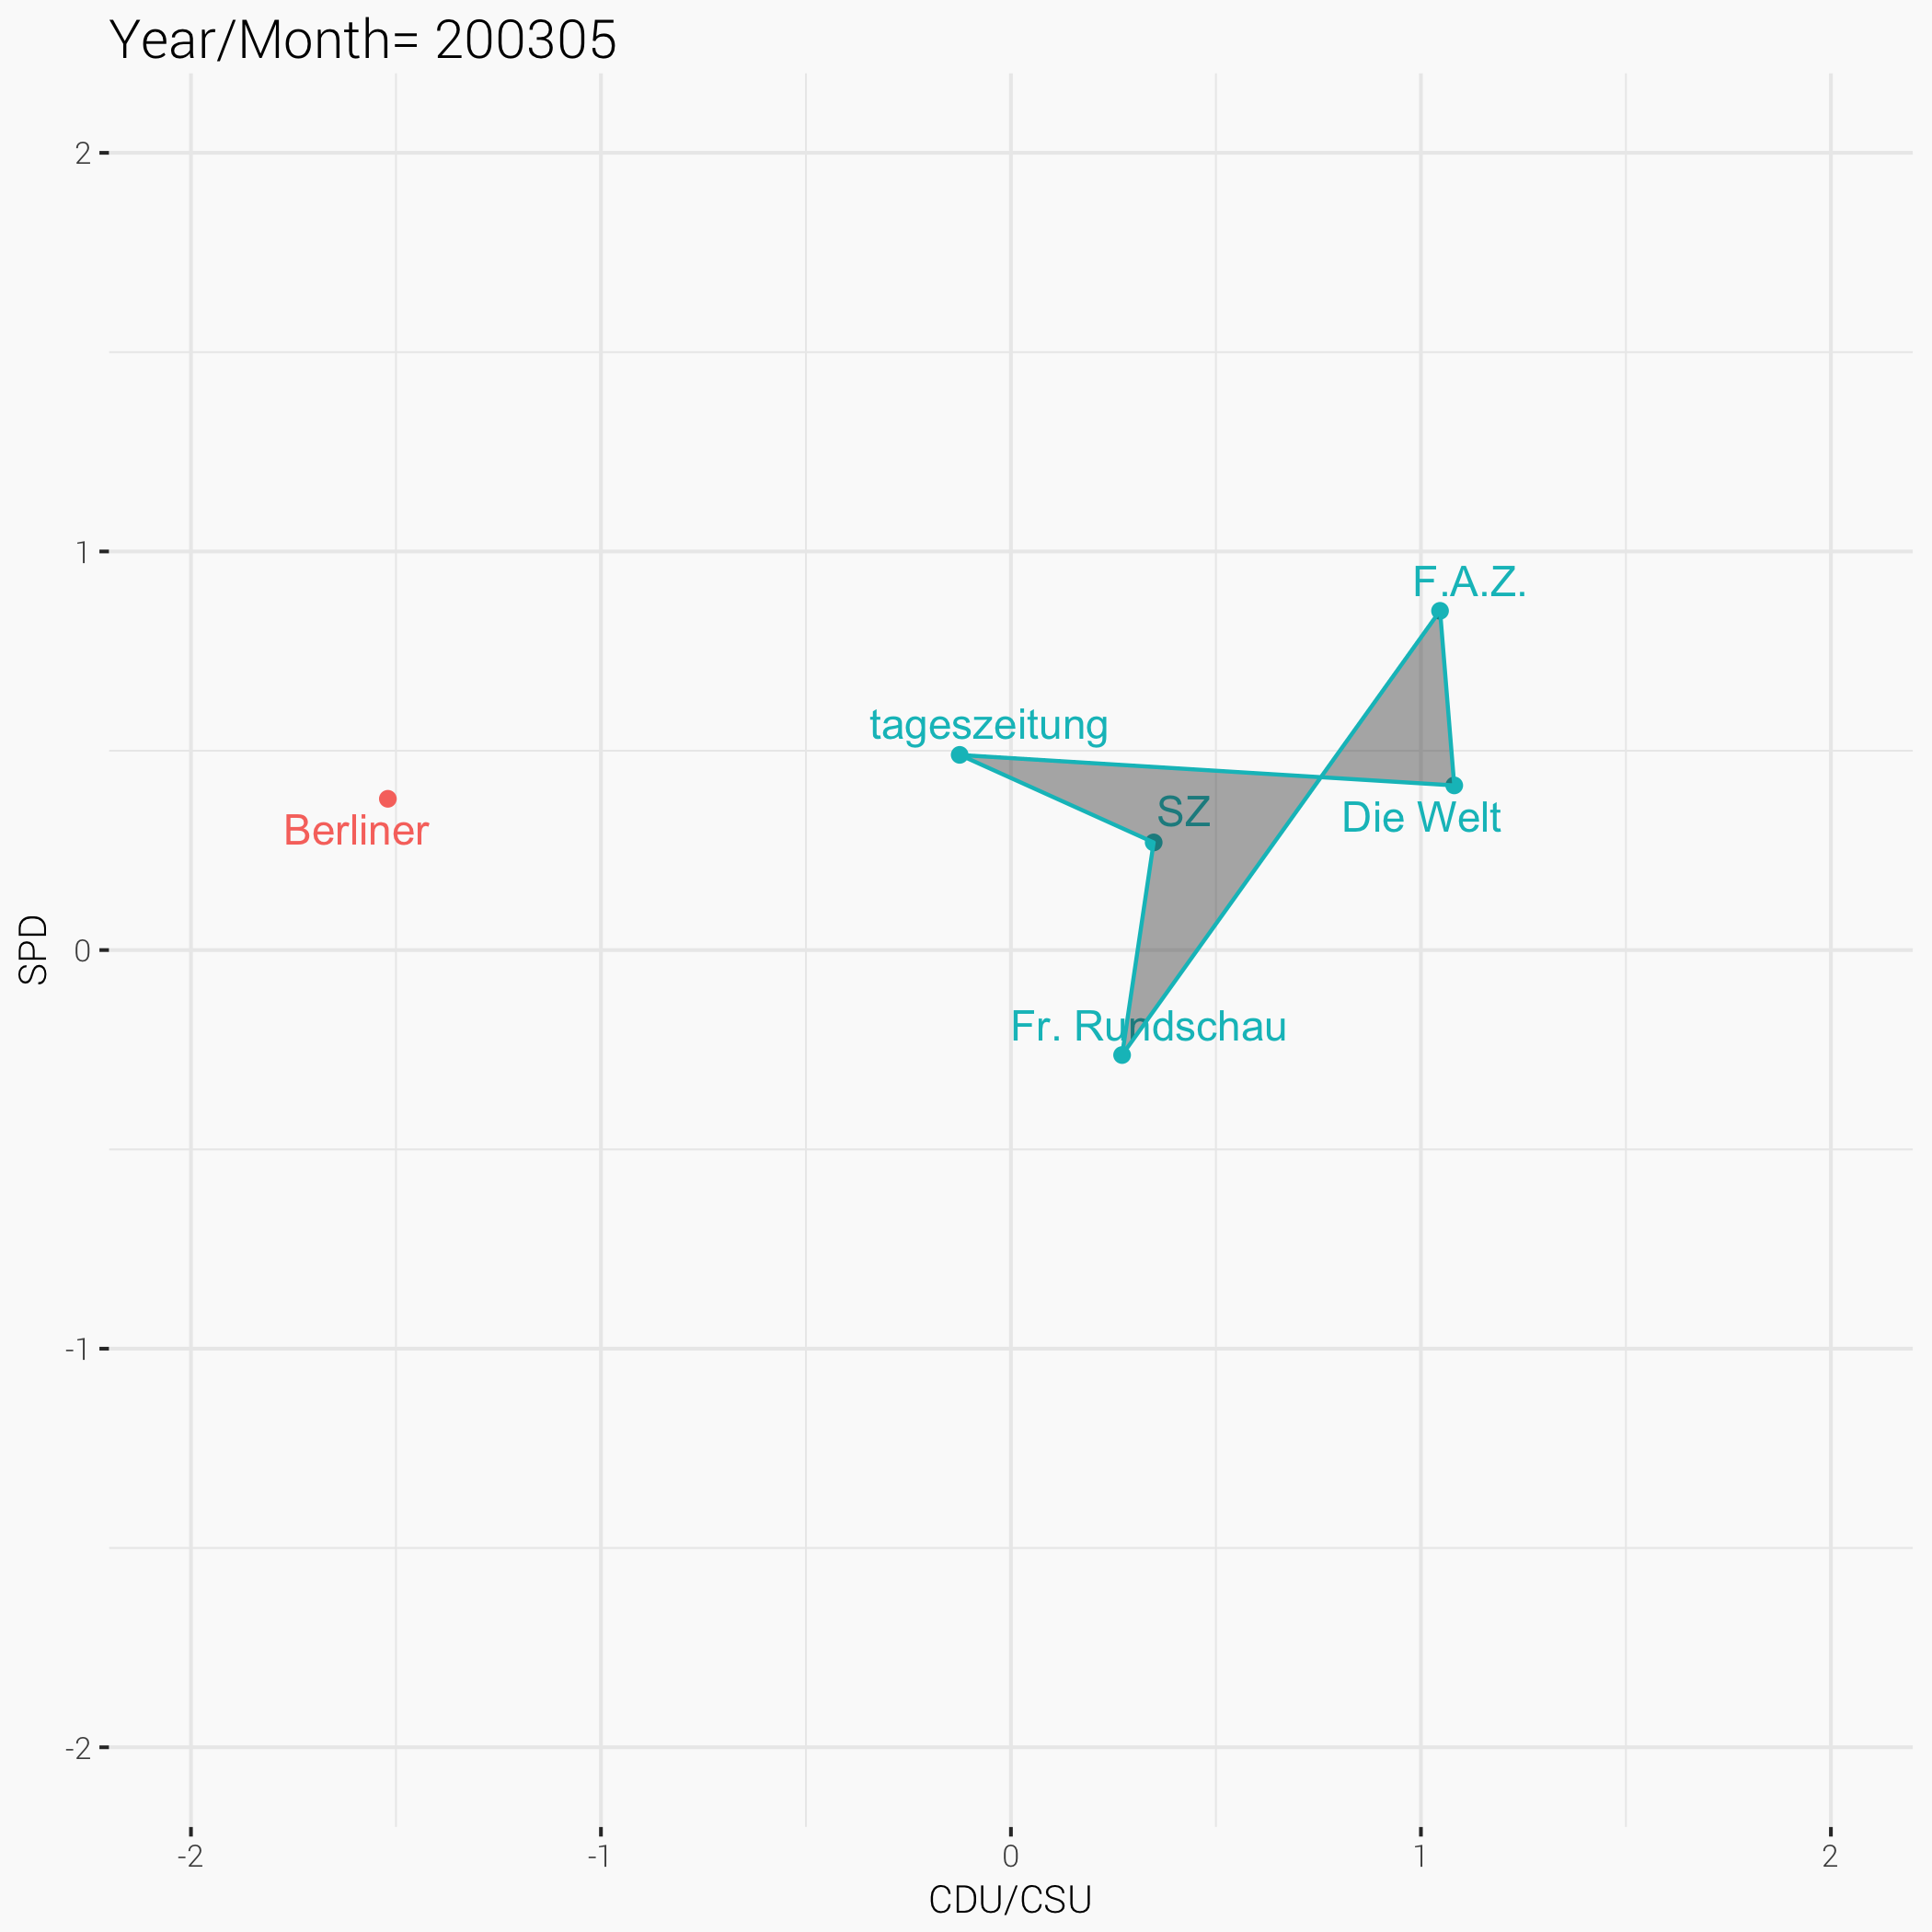 Year/Month= 200305
2
1
F.A.Z.
tageszeitung
SZ
Die Welt
Berliner
SPD
0
Fr. Rundschau
-1
-2
-2
-1
0
1
2
CDU/CSU